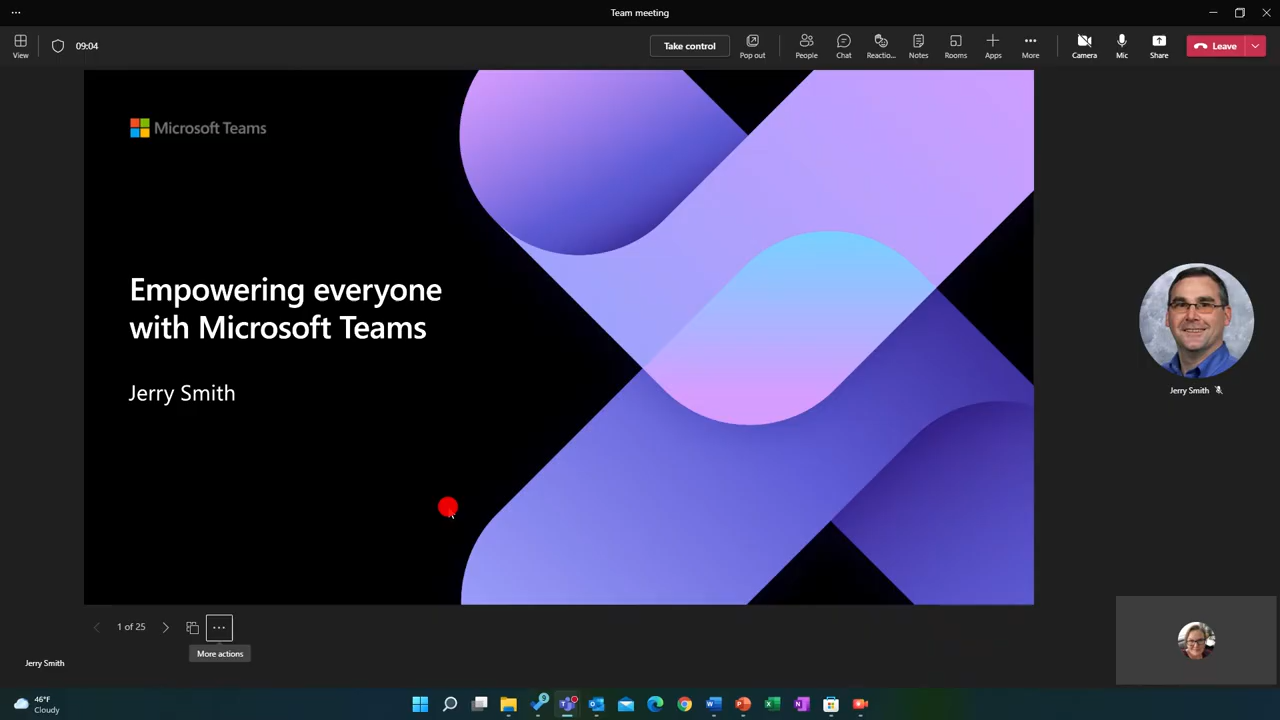 Team meeting
View
09:04
Take control
Pop out
People
Chat
Reactio...
Notes
Rooms
Apps
More
Camera
Mic
Share
Leave
Microsoft Teams
Empowering everyone
with Microsoft Teams
Jerry Smith
Jerry Smith
1 of 25
More actions
Jerry Smith
46°F
Cloudy